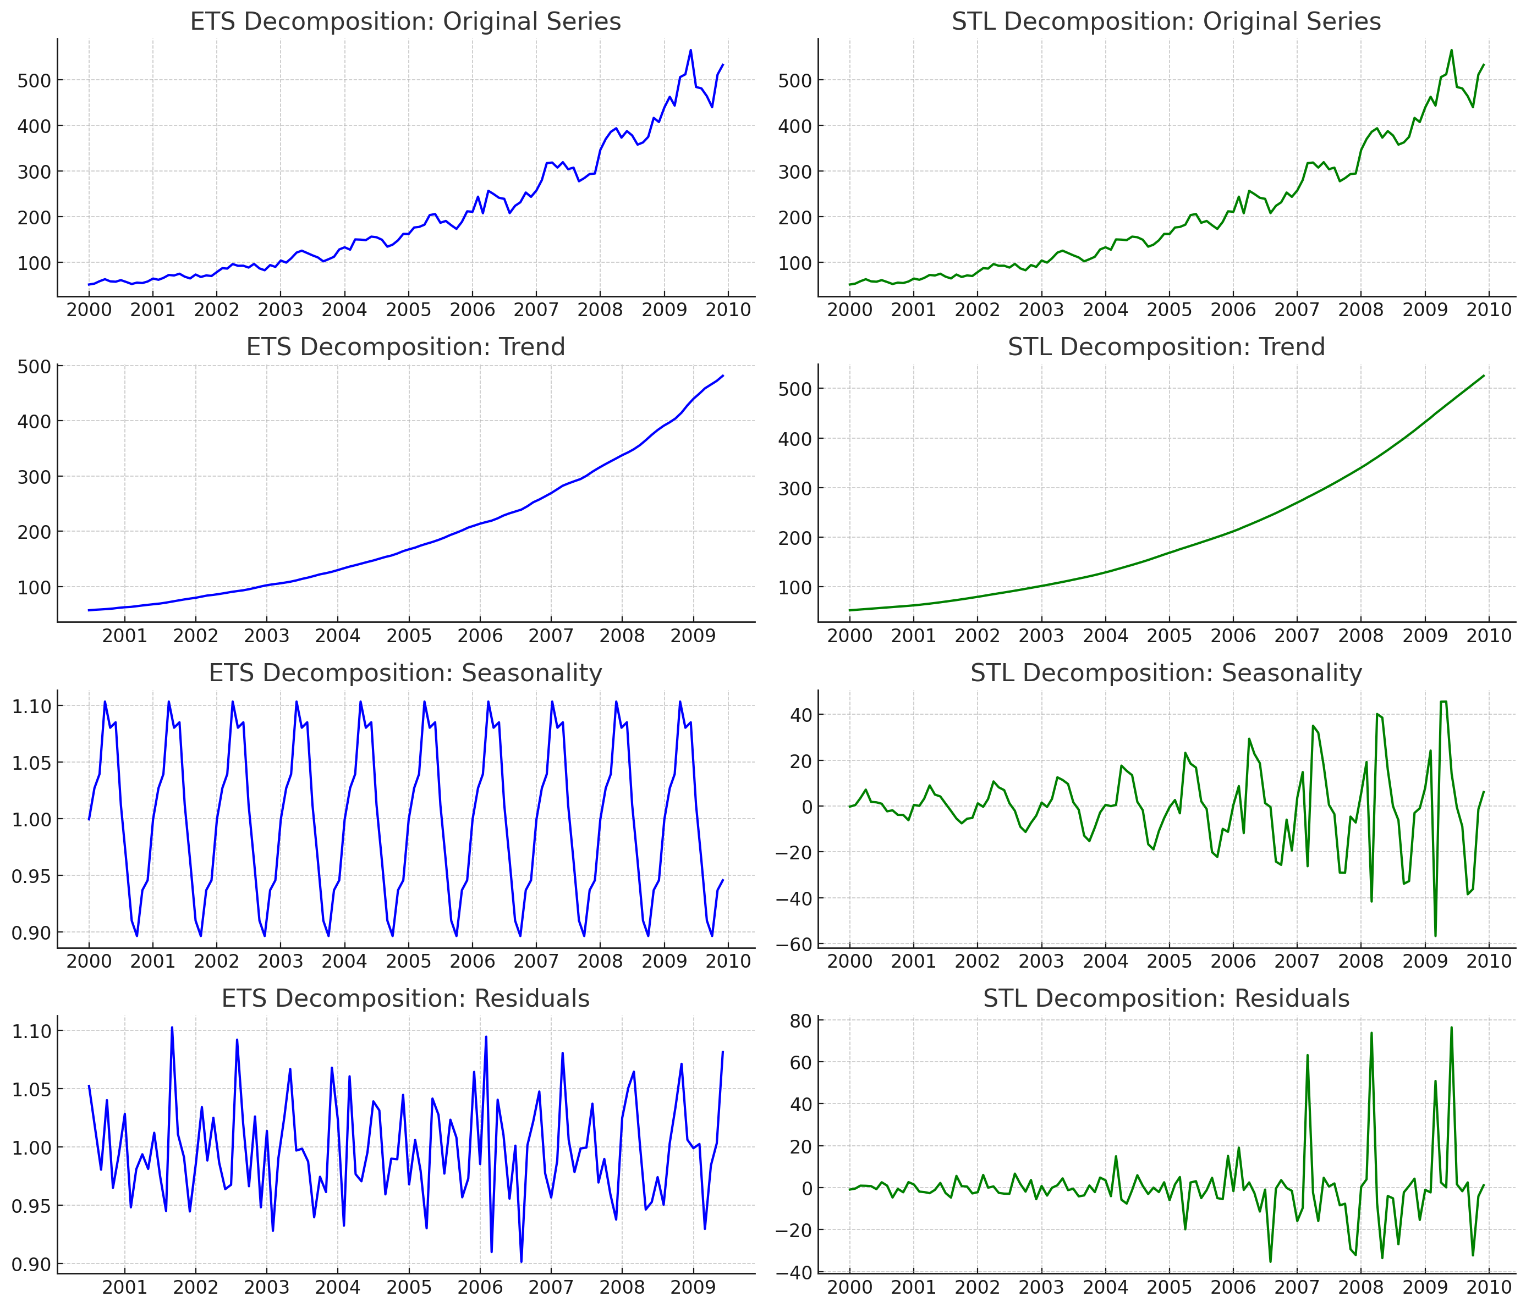 ETS Decomposition: Original Series
500
400
300
200
100
2000 2001 2002 2003 2004 2005 2006 2007 2008 2009 2010
STL Decomposition: Original Series
500
400
300
200
100
2000 2001 2002 2003 2004 2005 2006 2007 2008 2009 2010
ETS Decomposition: Trend
500
400
300
200
100
2001 2002 2003 2004 2005 2006 2007 2008 2009
STL Decomposition: Trend
500
400
300
200
100
2000 2001 2002 2003 2004 2005 2006 2007 2008 2009 2010
ETS Decomposition: Seasonality
1.10
1.05
1.00
0.95
0.90
2000 2001 2002 2003 2004 2005 2006 2007 2008 2009 2010
STL Decomposition: Seasonality
40
20
0
−20
−40
−60
2000 2001 2002 2003 2004 2005 2006 2007 2008 2009 2010
ETS Decomposition: Residuals
1.10
1.05
1.00
0.95
0.90
2001 2002 2003 2004 2005 2006 2007 2008 2009
STL Decomposition: Residuals
80
60
40
20
0
−20
−40
2000 2001 2002 2003 2004 2005 2006 2007 2008 2009 2010